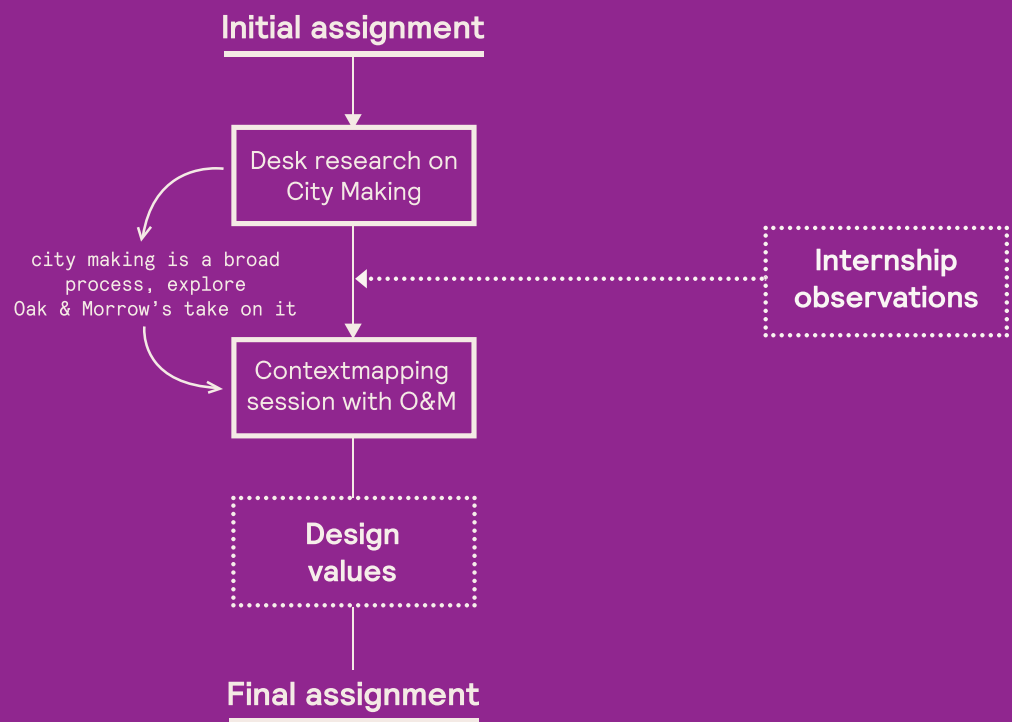 Initial assignment
Desk research on
City Making
city making is a broad
process, explore
Oak & Morrow's take on it
Internship
observations
Contextmapping
session with O&M
Design
values
Final assignment